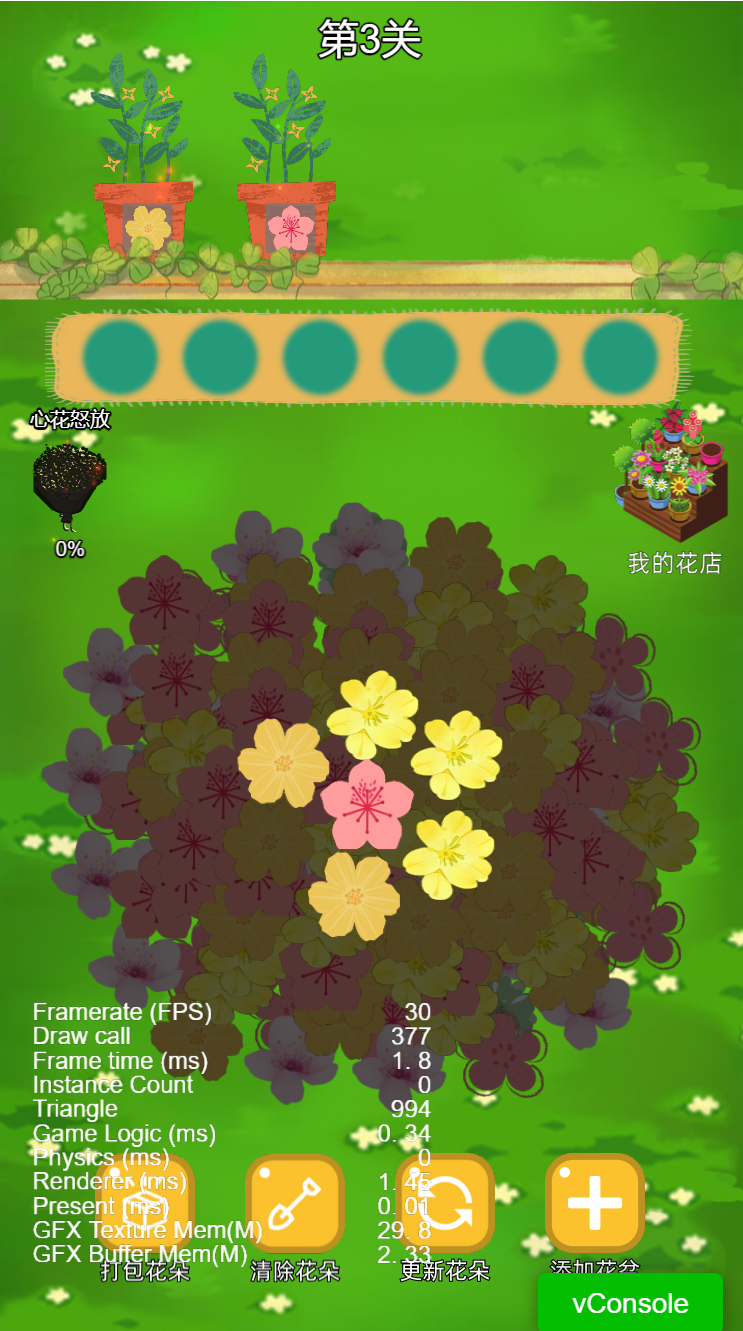 第3关
心花怒放
0%
我的花店
Framerate (FPS) 30
Draw call 377
Frame time (ms) 1. 8
Instance Count 0
Triangle 994
Game Logic (ms) 0. 34
Physics (ms) 0
Renderer (ms) 1. 45
Present (ms) 0. 01
GFX Texture Mem(M) 29. 8
GFX Buffer Mem(M) 2. 33
打包花朵 清除花朵 更新花朵 添加花盆
vConsole